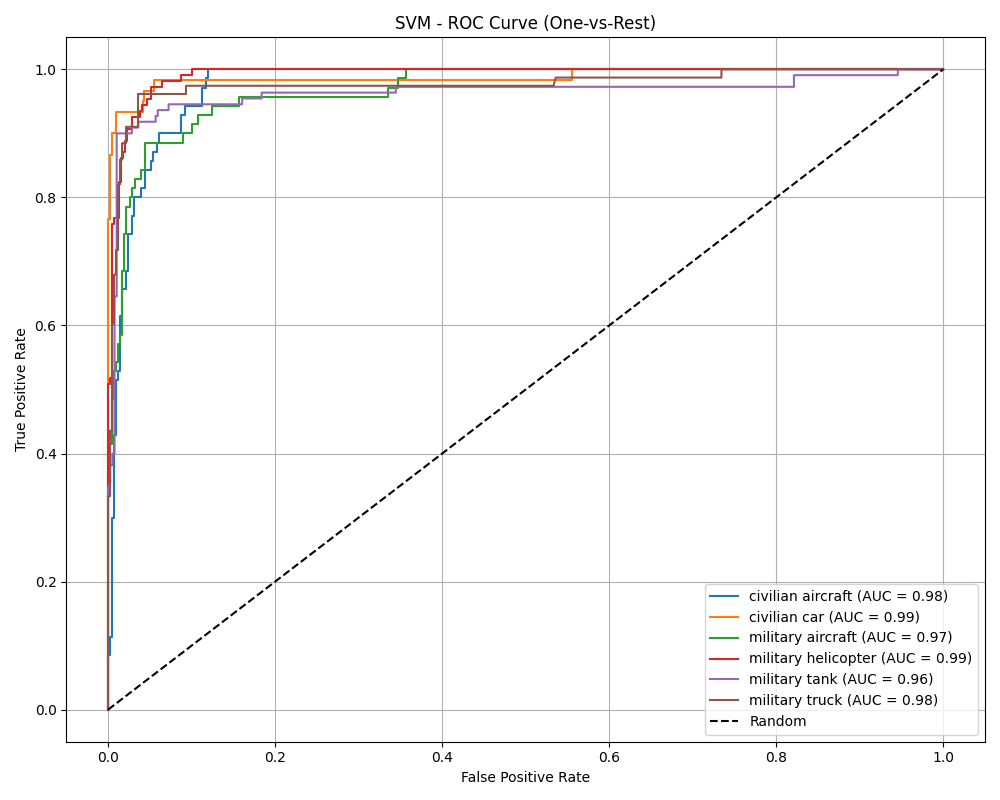 SVM - ROC Curve (One-vs-Rest)
True Positive Rate
1.0
0.8
0.6
0.4
0.2
0.0
0.0 0.2 0.4 0.6 0.8 1.0
False Positive Rate
civilian aircraft (AUC = 0.98)
civilian car (AUC = 0.99)
military aircraft (AUC = 0.97)
military helicopter (AUC = 0.99)
military tank (AUC = 0.96)
military truck (AUC = 0.98)
Random